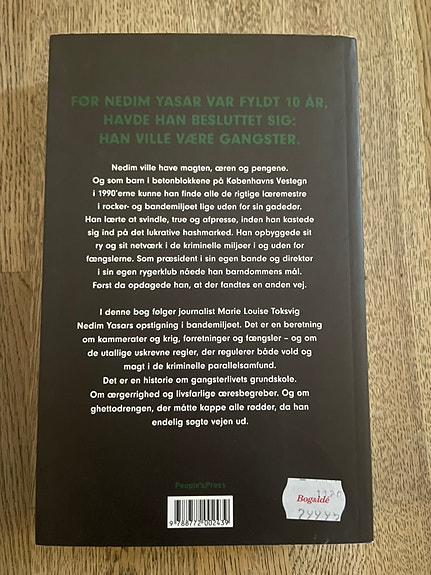 FØR NEDIM YASAR VAR FYLDT 10 ÅR,
HAVDE HAN BESLUTTET SIG:
HAN VILLE VÆRE GANGSTER.
Nedim ville have magten, æren og pengene.
Og som barn i betonblokkene på Københavns Vestegn
i 1990'erne kunne han finde alle de rigtige læremestre
i rocker- og bandemiljøet lige uden for sin gadedør.
Han lærte at svindle, true og afpresse, inden han kastede
sig ind på det lukrative hashmarked. Han opbyggede sit
ry og sit netværk i de kriminelle miljøer i og uden for
fængslerne. Som præsident i sin egen bande og direktør
i sin egen rygerklub nåede han barndommens mål.
Først da opdagede han, at der fandtes en anden vej.
I denne bog følger journalist Marie Louise Toksvig
Nedim Yasars opstigning i bandemiljøet. Det er en beretning
om kammerater og krig, forretninger og fængsler – og om
de utallige uskrevne regler, der regulerer både vold og
magt i de kriminelle parallelsamfund.
Det er en historie om gangsterlivets grundskole.
Om ærgerrighed og livsfarlige æresbegreber. Og om
ghettodrengen, der måtte kappe alle rødder, da han
endelig søgte vejen ud.
People'sPress
9 788772 002439
Bog&idé